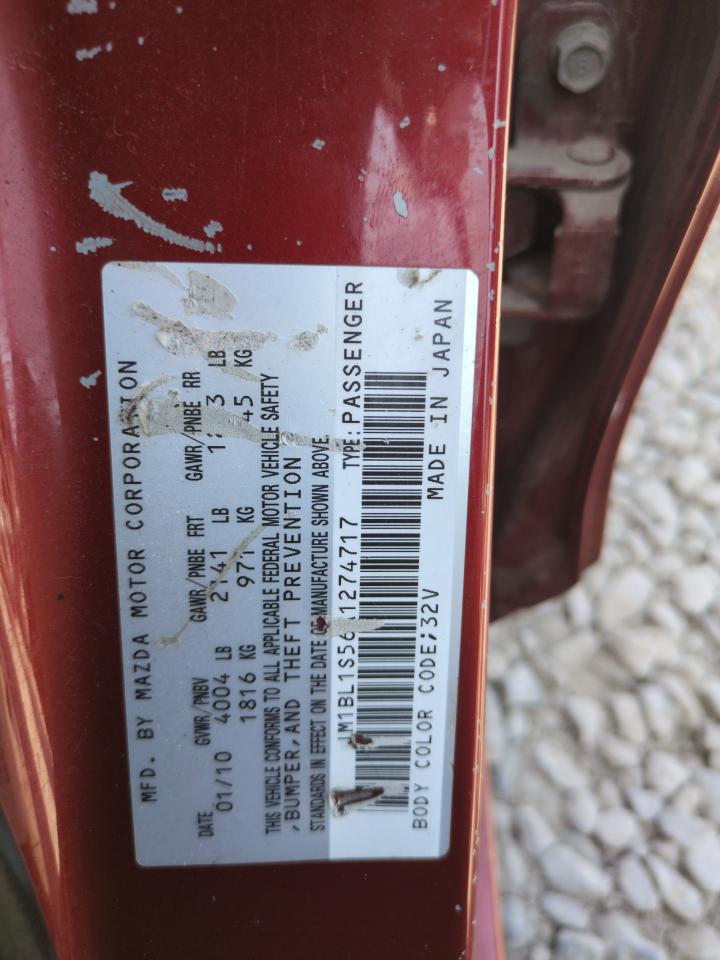 MFD. BY MAZDA MOTOR CORPORATION
DATE GVWR/PNBV GAWR/PNBE FRT GAWR/PNBE RR
01/10 4004 LB 2141 LB LB
1816 KG 971 KG KG
THIS VEHICLE CONFORMS TO ALL APPLICABLE FEDERAL MOTOR VEHICLE SAFETY
,BUMPER,AND THEFT PREVENTION
STANDARDS IN EFFECT ON THE DATE OF MANUFACTURE SHOWN ABOVE.
TYPE:PASSENGER
BODY COLOR CODE;32V MADE IN JAPAN